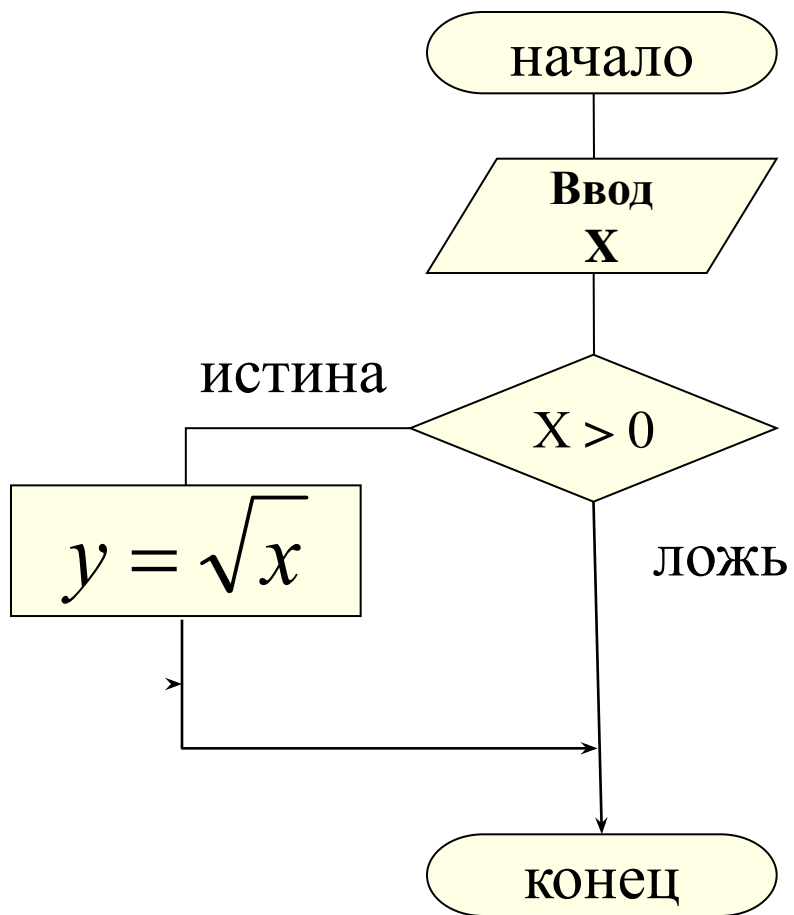 начало
Ввод
X
истина
X > 0
y = √x
ложь
конец